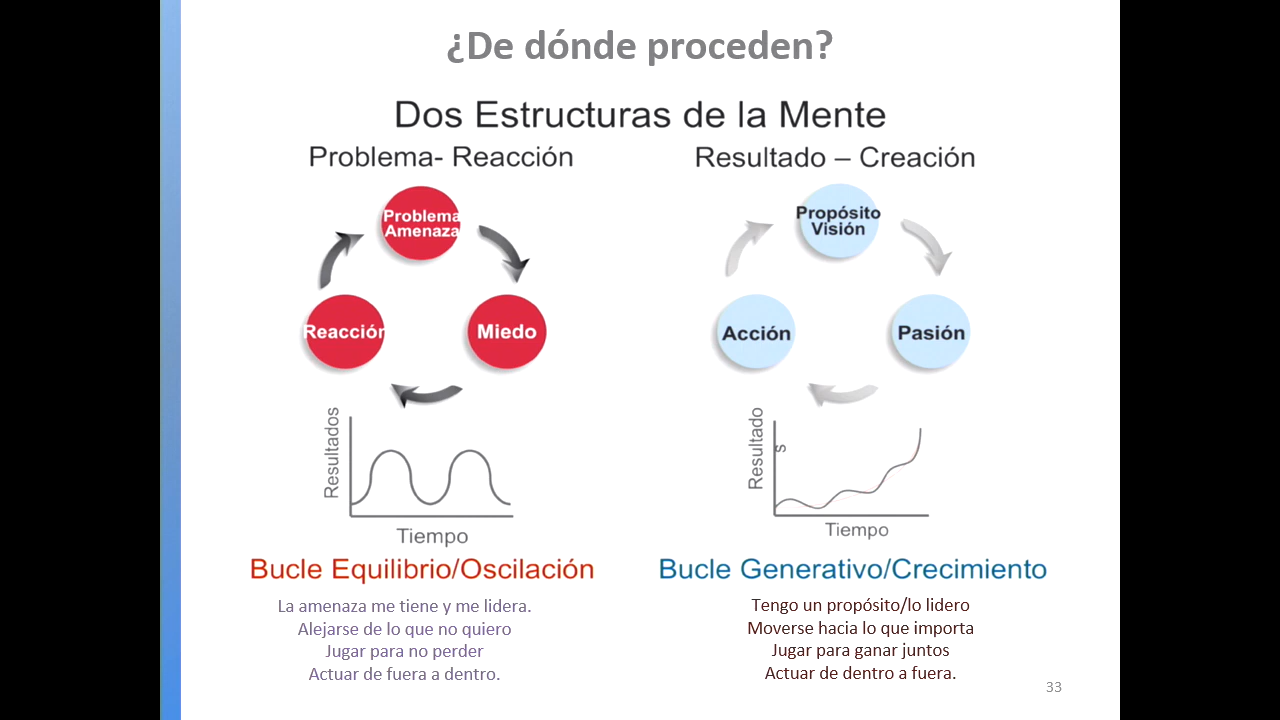 ¿De dónde proceden?
Dos Estructuras de la Mente
Problema- Reacción
Problema
Amenaza
Reacción
Miedo
Resultados
Tiempo
Bucle Equilibrio/Oscilación
La amenaza me tiene y me lidera.
Alejarse de lo que no quiero
Jugar para no perder
Actuar de fuera a dentro.
Resultado – Creación
Propósito
Visión
Acción
Pasión
Resultado
s
Tiempo
Bucle Generativo/Crecimiento
Tengo un propósito/lo lidero
Moverse hacia lo que importa
Jugar para ganar juntos
Actuar de dentro a fuera.
33